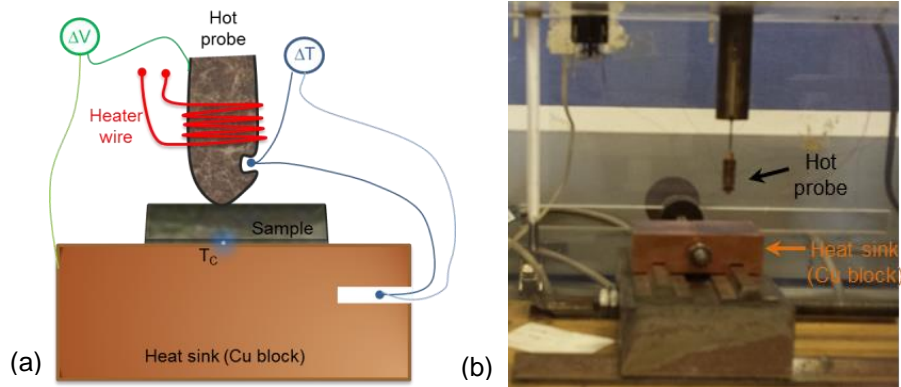 Hot
probe
ΔV
ΔT
Heater
wire
Sample
T_C
Heat sink (Cu block)
(a)
Hot
probe
Heat sink
(Cu block)
(b)